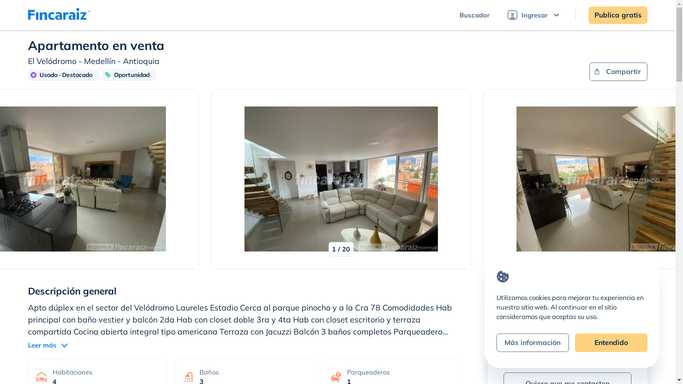 Fincaraiz
Buscador
Ingresar
Publica gratis
Apartamento en venta
El Velódromo - Medellín - Antioquia
Usado - Destacado
Oportunidad
Compartir
fincaraiz
1 / 20
Descripción general
Apto dúplex en el sector del Velódromo Laureles Estadio Cerca al parque pinocho y a la Cra 78 Comodidades Hab
principal con baño vestier y balcón 2da Hab con closet doble 3ra y 4ta Hab con closet escritorio y terraza
compartida Cocina abierta integral tipo americana Terraza con Jacuzzi Balcón 3 baños completos Parqueadero...
Leer más
Habitaciones
4
Baños
3
Parqueaderos
1
Utilizamos cookies para mejorar tu experiencia en
nuestro sitio web. Al continuar en el sitio
consideramos que aceptas su uso.
Más información
Entendido
Quiero que me contacten